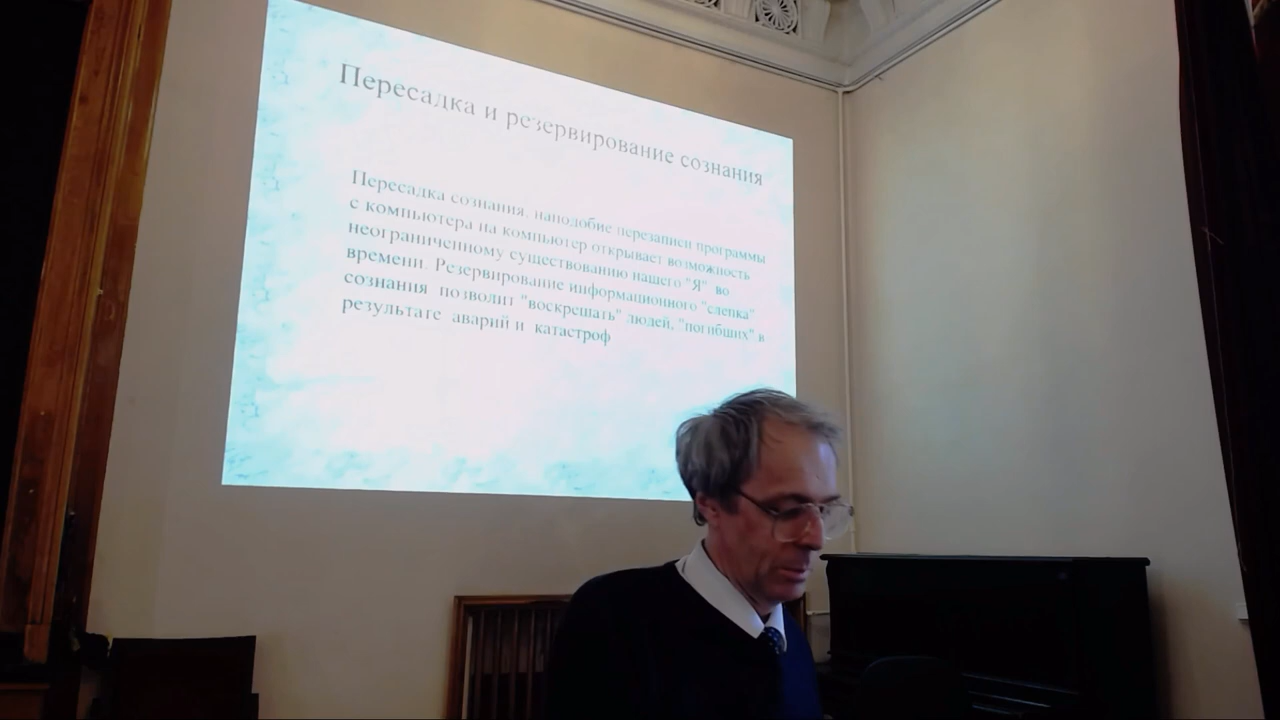 Пересадка и резервирование сознания
Пересадка сознания, наподобие перезаписи программы
с компьютера на компьютер открывает возможность
неограниченному существованию нашего "Я" во
времени. Резервирование информационного "слепка"
сознания позволит "воскрешать" людей, "погибших" в
результате аварий и катастроф